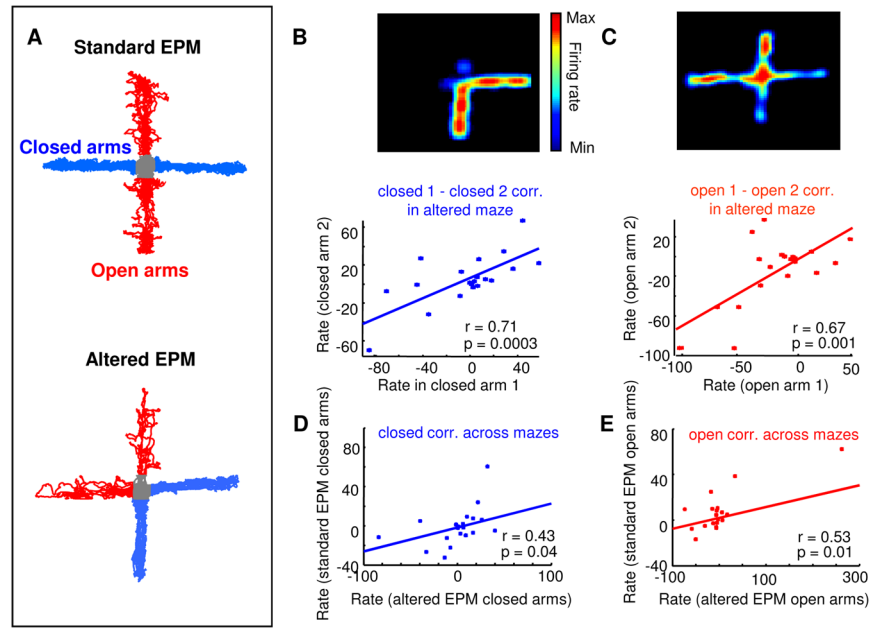 A
Standard EPM
Closed arms
Open arms
Altered EPM
B
Max
Firing rate
Min
closed 1 - closed 2 corr.
in altered maze
Rate (closed arm 2)
60
20
-20
-60
r = 0.71
p = 0.0003
-80
-40
0
40
Rate in closed arm 1
C
open 1 - open 2 corr.
in altered maze
Rate (open arm 2)
20
-20
-60
-100
r = 0.67
p = 0.001
-100
-50
0
50
Rate (open arm 1)
D
closed corr. across mazes
Rate (standard EPM closed arms)
80
40
0
-40
r = 0.43
p = 0.04
-100
0
100
Rate (altered EPM closed arms)
E
open corr. across mazes
Rate (standard EPM open arms)
80
40
0
-40
r = 0.53
p = 0.01
-100
100
300
Rate (altered EPM open arms)